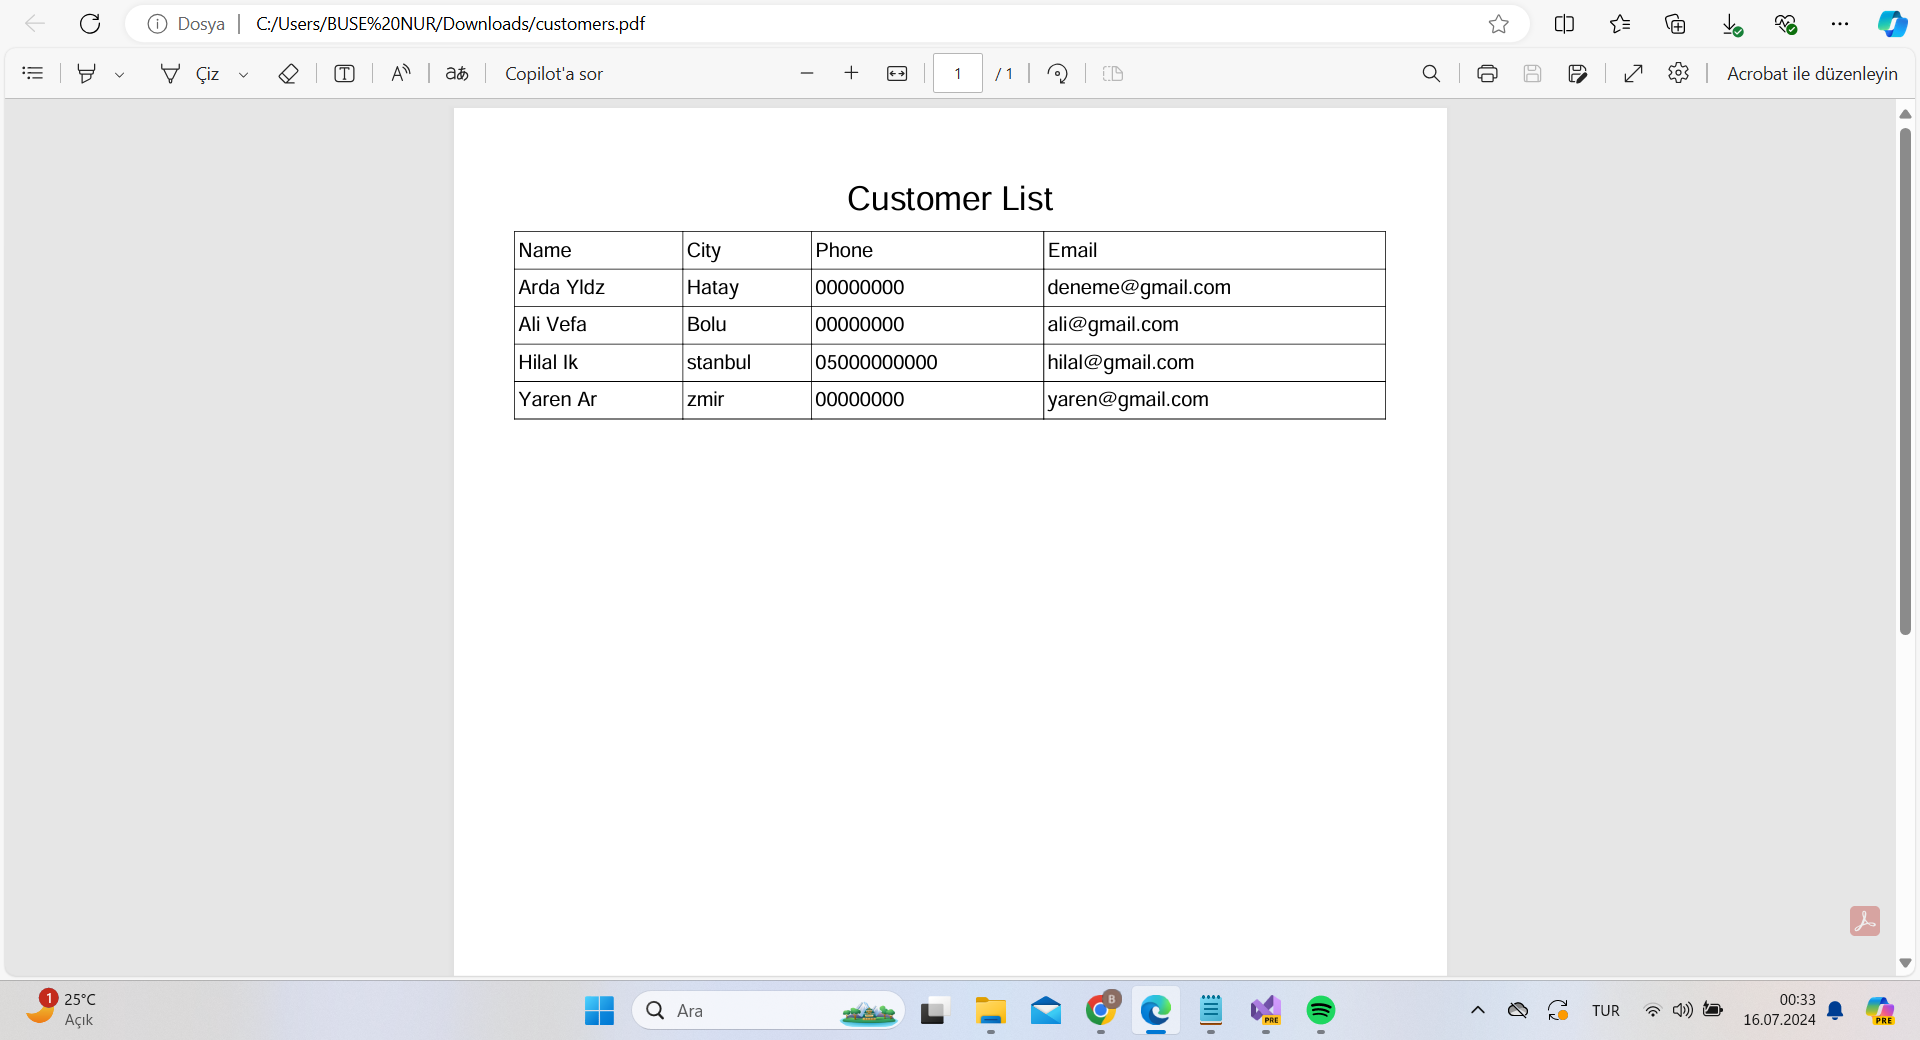 Dosya C:/Users/BUSE%20NUR/Downloads/customers.pdf
Çiz Copilot'a sor 1 / 1 Acrobat ile düzenleyin
Customer List
Name City Phone Email
Arda Yldz Hatay 00000000 deneme@gmail.com
Ali Vefa Bolu 00000000 ali@gmail.com
Hilal Ik stanbul 05000000000 hilal@gmail.com
Yaren Ar zmir 00000000 yaren@gmail.com
1 25°C
Açık
Ara
B
PRE
TUR
00:33
16.07.2024
PRE